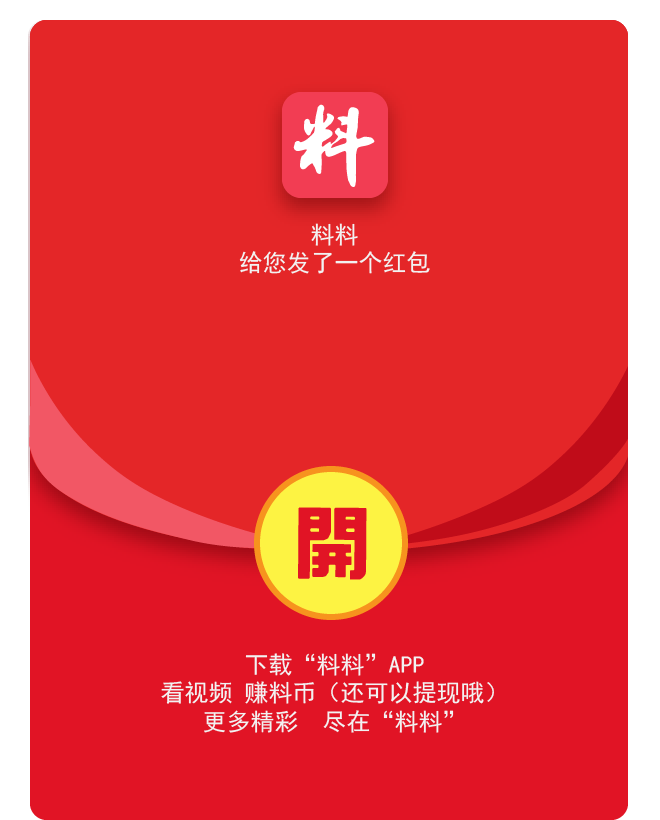 料
料料
给您发了一个红包
開
下载“料料”APP
看视频 赚料币（还可以提现哦）
更多精彩 尽在“料料”